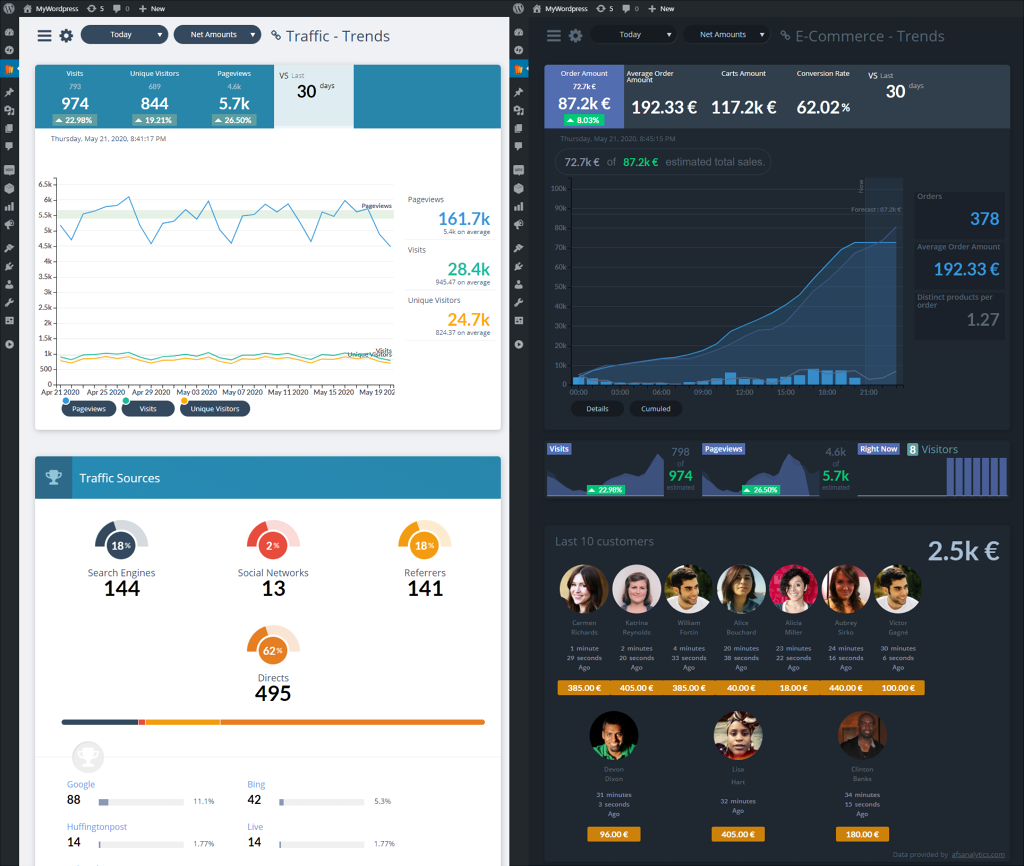 MyWordpress 5 0 New
Today Net Amounts Traffic - Trends
Visits Unique Visitors Pageviews VS Last
793 689 4.6k 30 days
974 844 5.7k
22.98% 19.21% 26.50%
Thursday, May 21, 2020, 8:41:17 PM
6.5k
6k
5.5k
5k
4.5k
4k
3.5k
3k
2.5k
2k
1.5k
1k
500
0
Pageviews
Visits
Unique Visitors
Apr 21 2020 Apr 25 2020 Apr 29 2020 May 03 2020 May 07 2020 May 11 2020 May 15 2020 May 19 202
Pageviews Visits Unique Visitors
Pageviews
161.7k
5.4k on average
Visits
28.4k
945.47 on average
Unique Visitors
24.7k
824.37 on average
Traffic Sources
18% 2% 18%
Search Engines Social Networks Referrers
144 13 141
62%
Directs
495
Google Bing
88 11.1% 42 5.3%
Huffingtonpost Live
14 1.77% 14 1.77%
MyWordpress 5 0 New
Today Net Amounts E-Commerce - Trends
Order Amount Average Order Amount Carts Amount Conversion Rate VS Last
72.7k € 30 days
87.2k € 192.33 € 117.2k € 62.02%
8.03%
Thursday, May 21, 2020, 8:45:15 PM
72.7k € of 87.2k € estimated total sales.
100k
90k
80k
70k
60k
50k
40k
30k
20k
10k
0
Now
Forecast: 87.2k €
00:00 03:00 06:00 09:00 12:00 15:00 18:00 21:00
Details Cumuled
Orders
378
Average Order Amount
192.33 €
Distinct products per
order
1.27
Visits 798 of 974 estimated 22.98%
Pageviews 4.6k of 5.7k estimated 26.50%
Right Now 8 Visitors
Last 10 customers 2.5k €
Carmen Katrina William Alice Alicia Aubrey Victor
Richards Reynolds Fortin Bouchard Miller Sirko Gagné
1 minute 2 minutes 4 minutes 20 minutes 23 minutes 24 minutes 30 minutes
29 seconds 20 seconds 33 seconds 38 seconds 22 seconds 16 seconds 6 seconds
Ago Ago Ago Ago Ago Ago Ago
385.00 € 405.00 € 385.00 € 40.00 € 18.00 € 440.00 € 100.00 €
Devon Lisa Clinton
Dixon Hart Banks
31 minutes 32 minutes 34 minutes
3 seconds Ago 15 seconds
Ago Ago
96.00 € 405.00 € 180.00 €
Data provided by afsanalytics.com